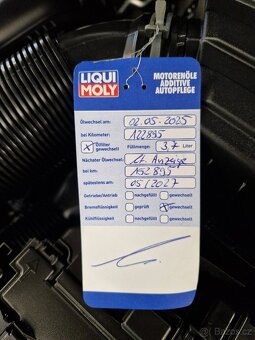 LIQUI MOLY
MOTORENÖLE
ADDITIVE
AUTOPFLEGE
Ölwechsel am: 02.05.2025
bei Kilometer: 122895
x Ölfilter gewechselt Füllmenge: 3,7 Liter
Nächster Ölwechsel: lt. Anzeige
bei km: 152895
spätestens am: 05/2027
Getriebe/Antrieb nachgefüllt gewechselt
Bremsflüssigkeit geprüft x gewechselt
Kühlflüssigkeit nachgefüllt gewechselt
Bazos.cz